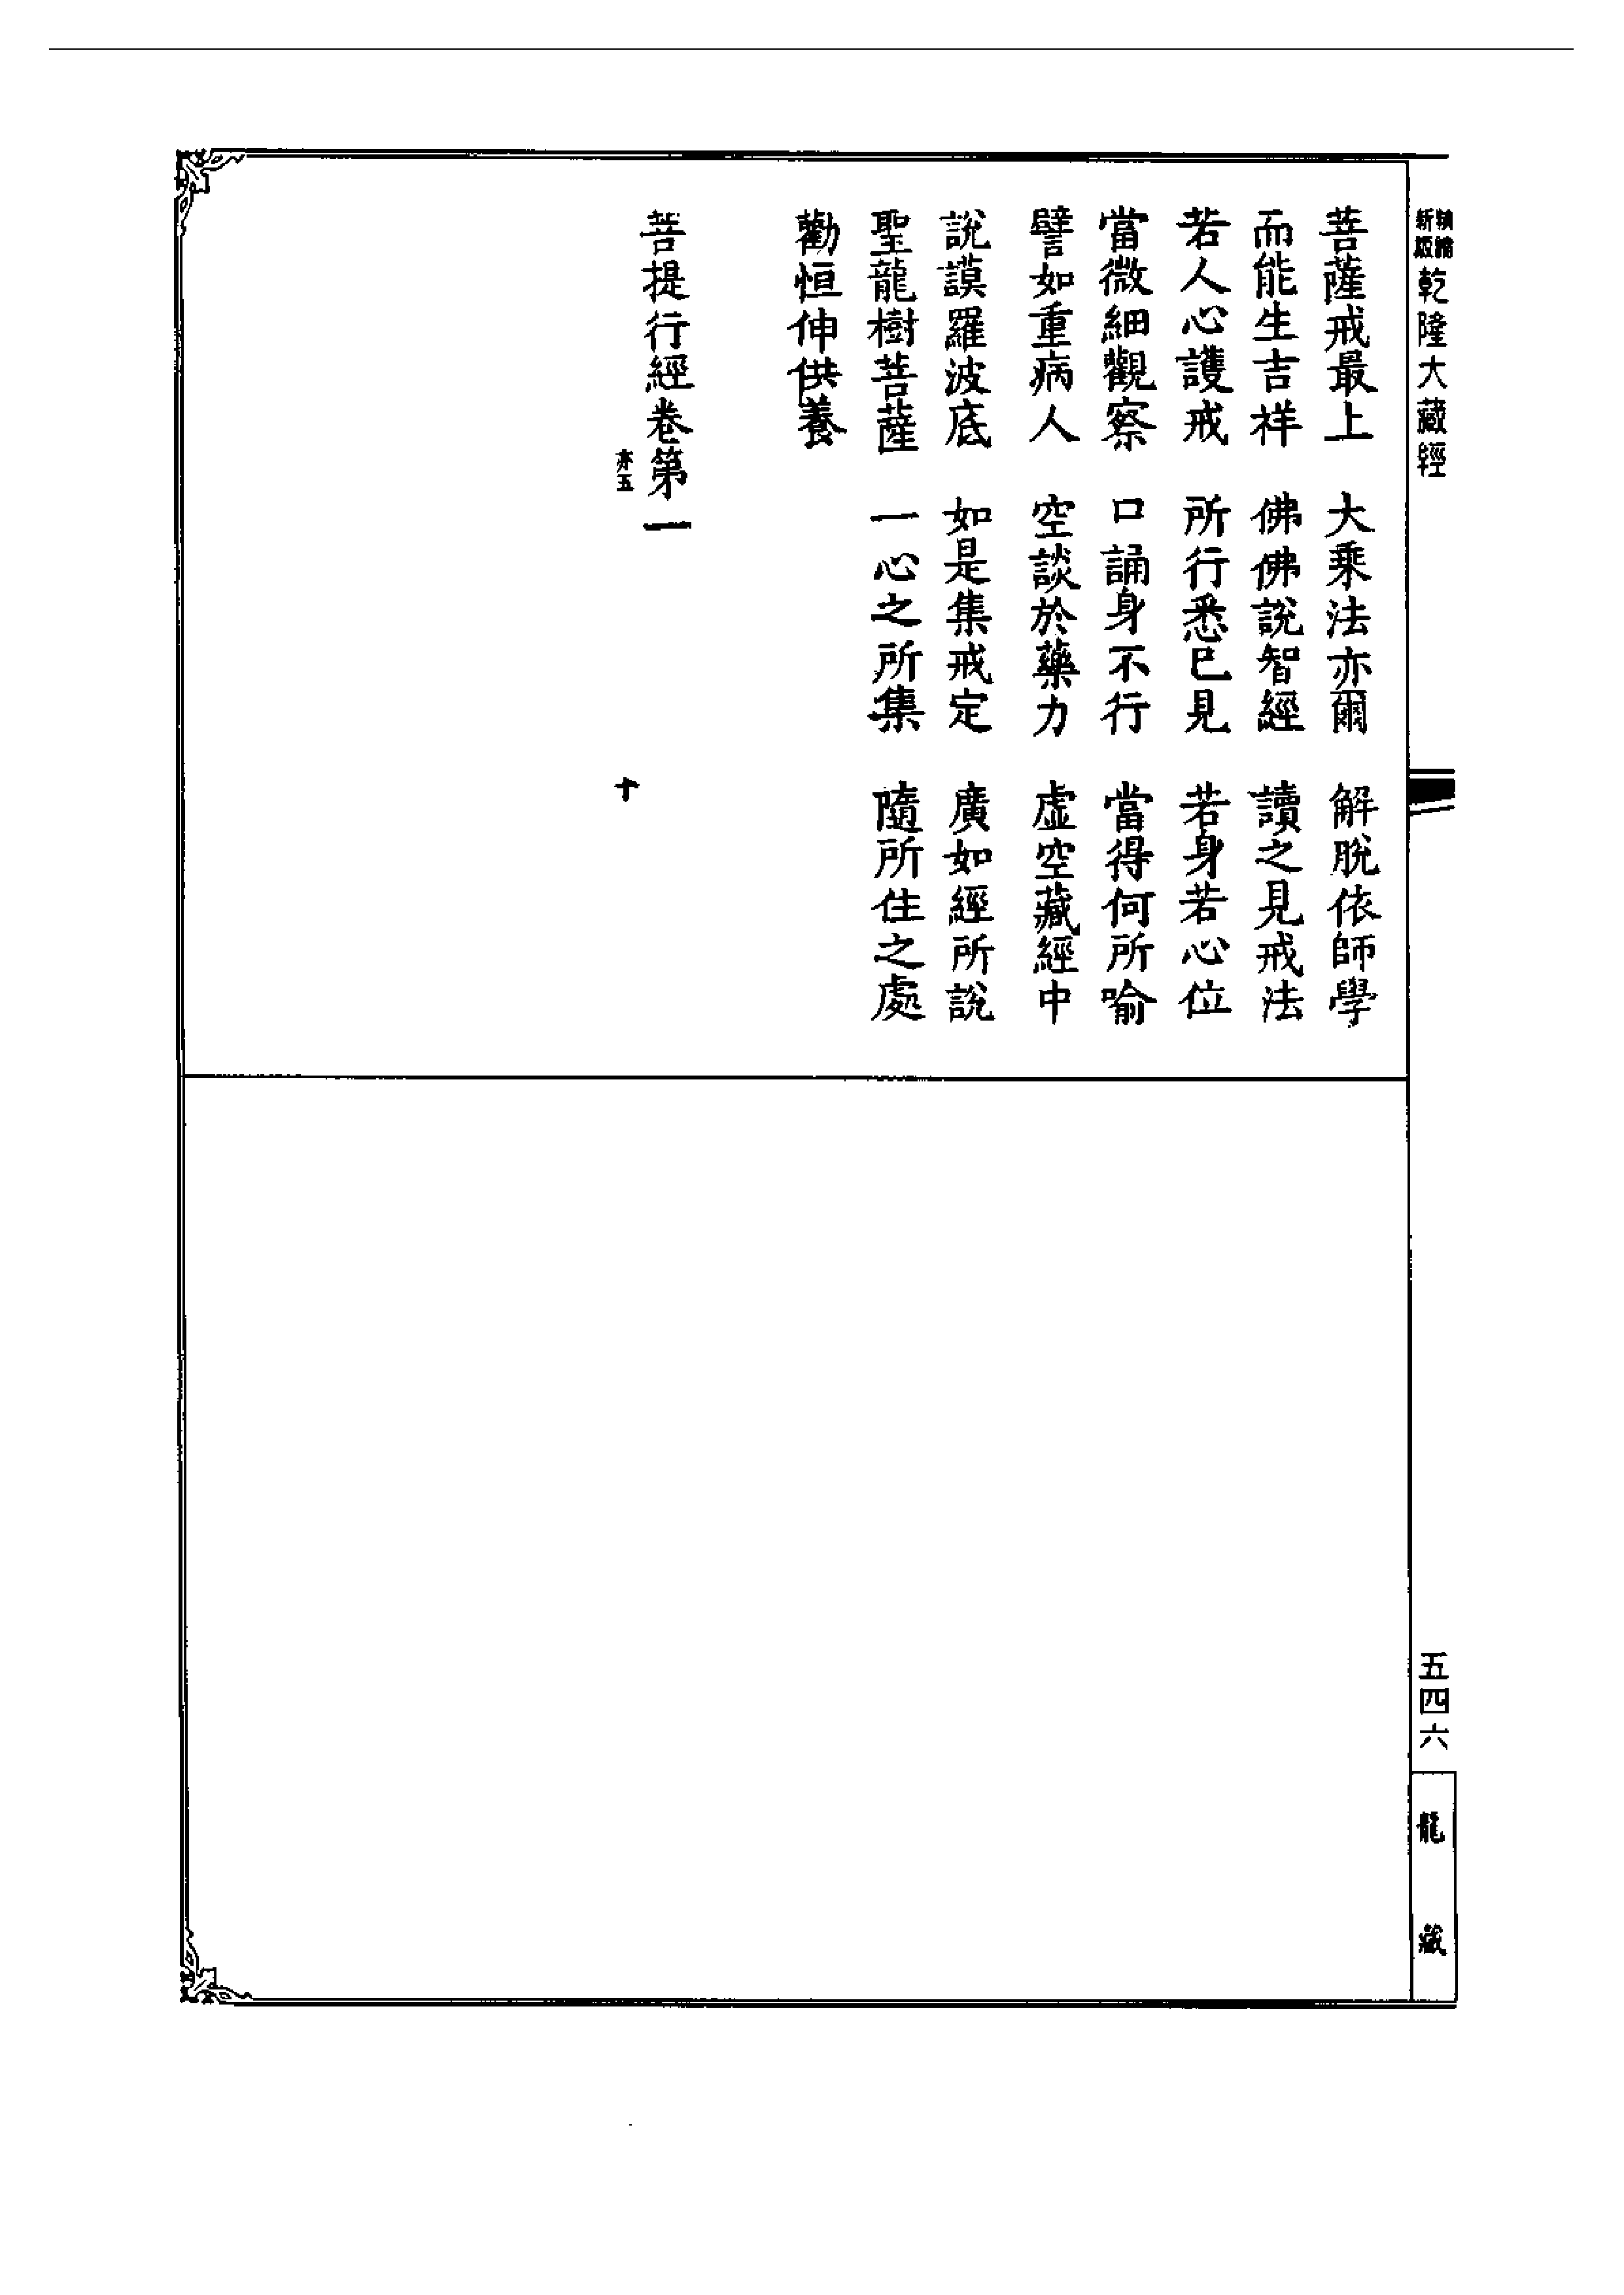 新版精縮乾隆大藏經
五四六
龍藏
菩薩戒最上　大乘法亦爾　解脫依師學
而能生吉祥　佛佛說智經　讀之見戒法
若人心護戒　所行悉已見　若身若心位
當微細觀察　口誦身不行　當得何所喻
譬如重病人　空談於藥力　虛空藏經中
說謨羅波底　如是集戒定　廣如經所說
聖龍樹菩薩　一心之所集　隨所住之處
勸恒伸供養
菩提行經卷第一
亦五　十